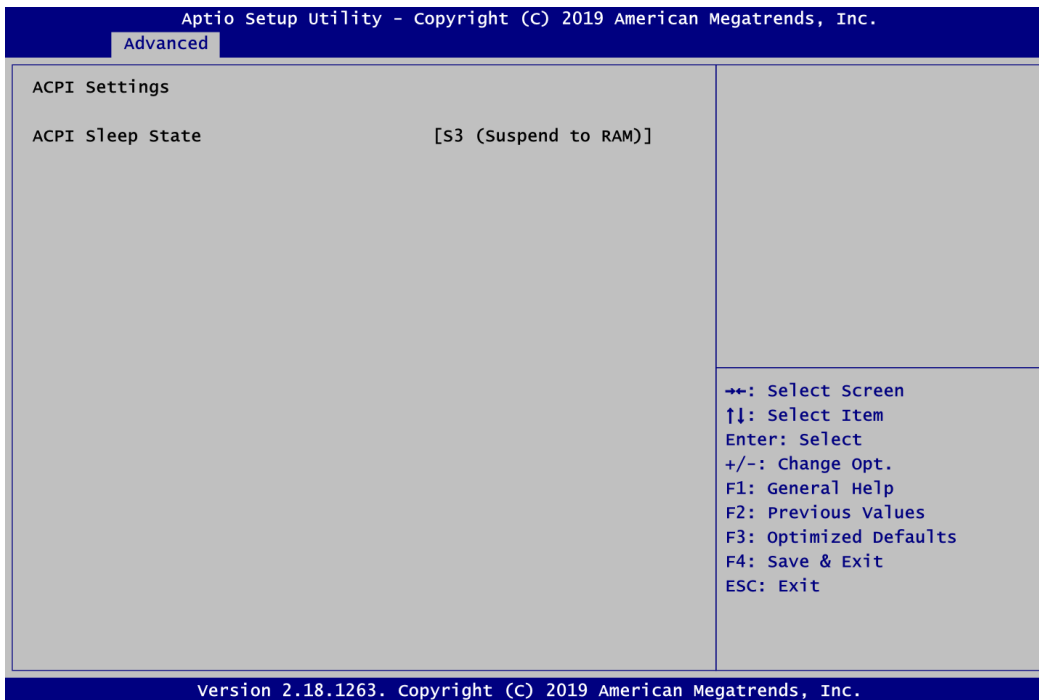 Aptio Setup Utility - Copyright (C) 2019 American Megatrends, Inc.
Advanced
ACPI Settings
ACPI Sleep State [S3 (Suspend to RAM)]
→←: Select Screen
↑↓: Select Item
Enter: Select
+/-: Change Opt.
F1: General Help
F2: Previous Values
F3: Optimized Defaults
F4: Save & Exit
ESC: Exit
Version 2.18.1263. Copyright (C) 2019 American Megatrends, Inc.